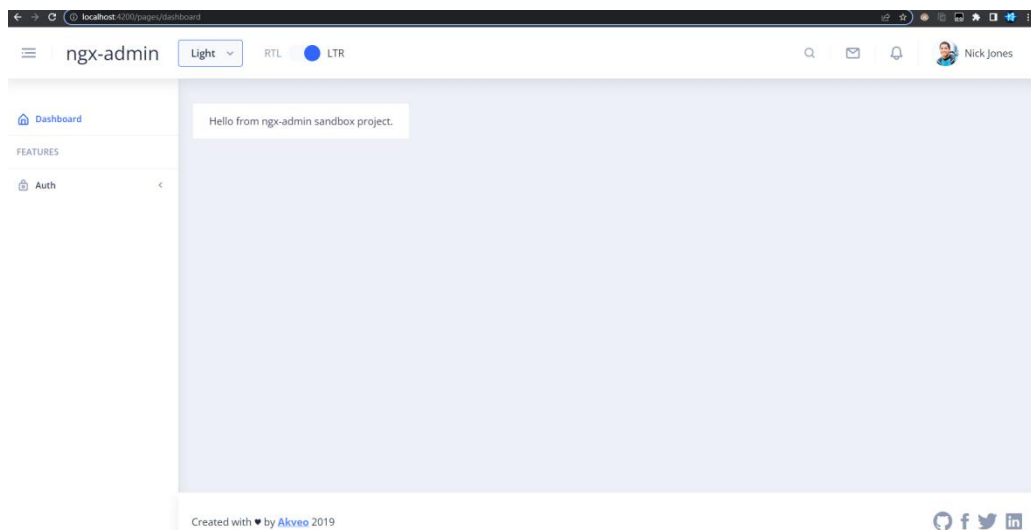 localhost:4200/pages/dashboard
ngx-admin Light RTL LTR Nick Jones
Dashboard
Hello from ngx-admin sandbox project.
FEATURES
Auth
Created with ♥ by Akveo 2019